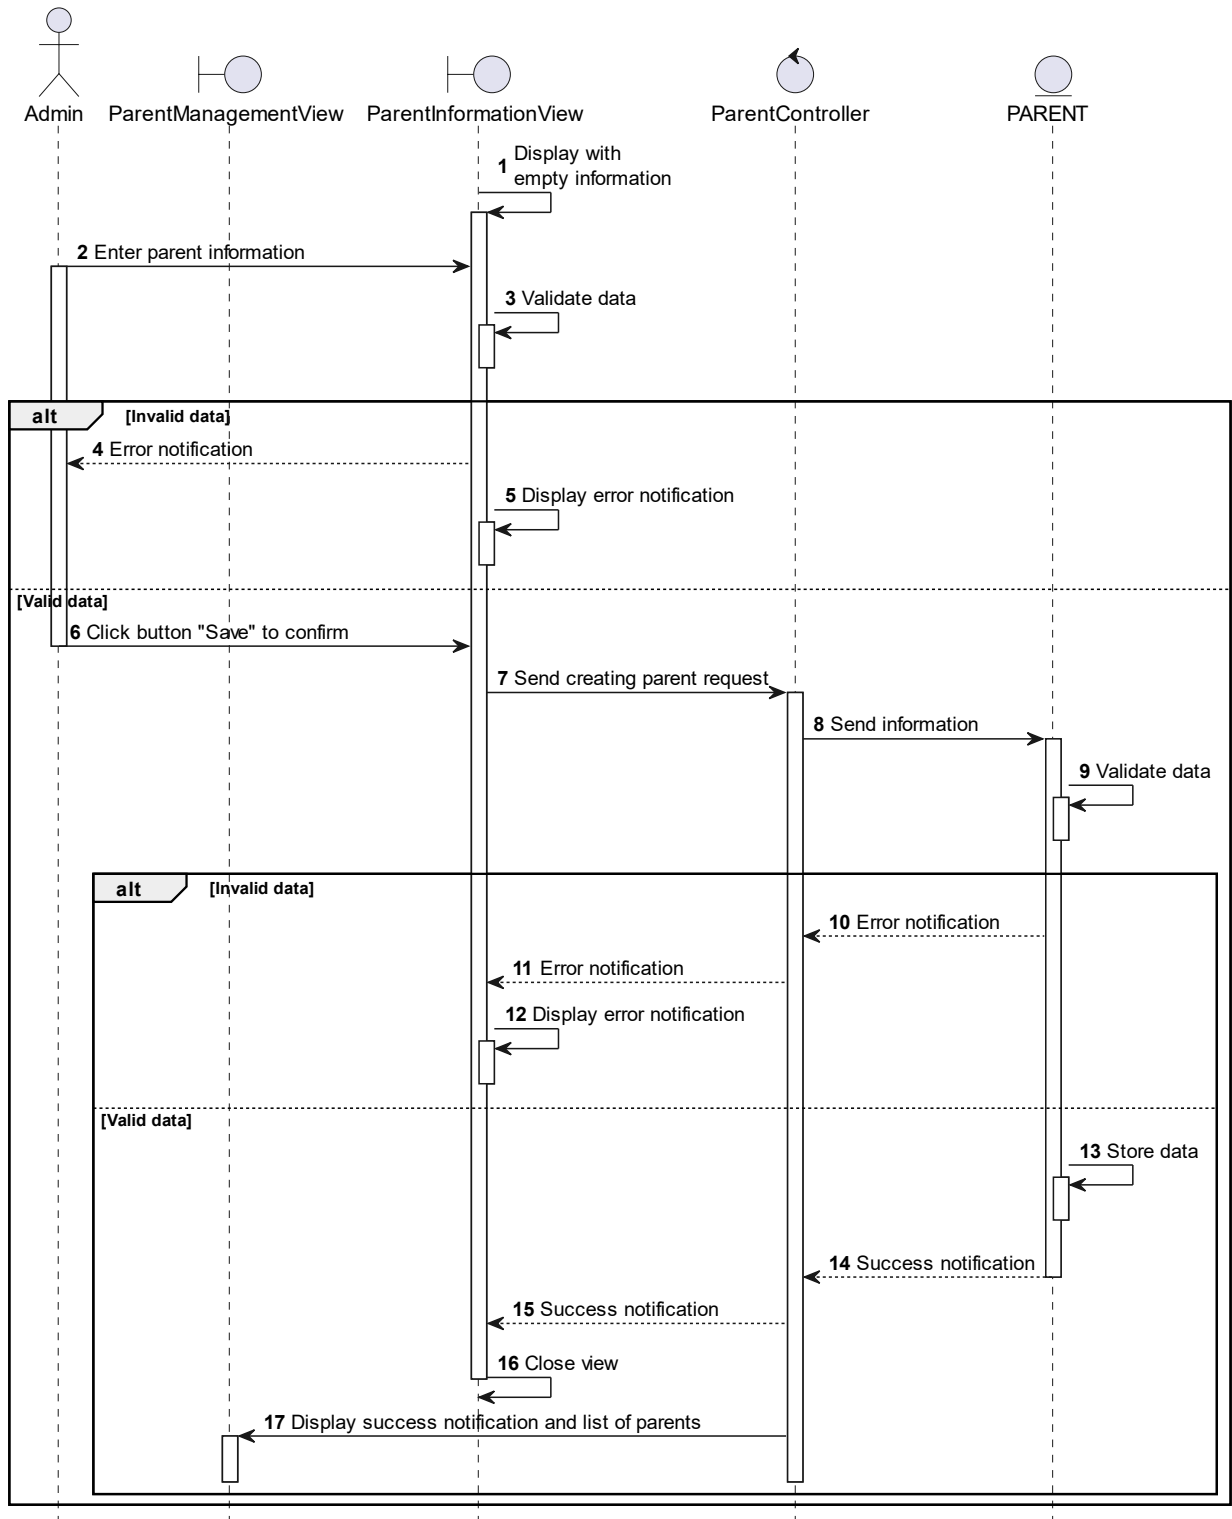 Admin
ParentManagementView
ParentInformationView
ParentController
PARENT
1 Display with
empty information
2 Enter parent information
3 Validate data
alt [Invalid data]
4 Error notification
5 Display error notification
[Valid data]
6 Click button "Save" to confirm
7 Send creating parent request
8 Send information
9 Validate data
alt [Invalid data]
10 Error notification
11 Error notification
12 Display error notification
[Valid data]
13 Store data
14 Success notification
15 Success notification
16 Close view
17 Display success notification and list of parents